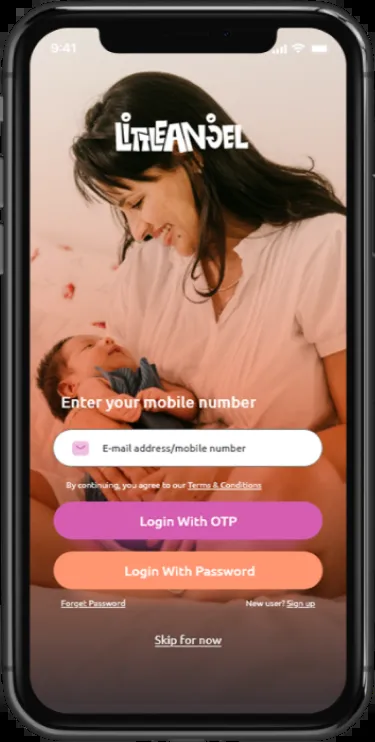 9:41
LiTTLEANGEL
Enter your mobile number
E-mail address/mobile number
By continuing, you agree to our Terms & Conditions
Login With OTP
Login With Password
Forget Password New user? Sign up
Skip for now